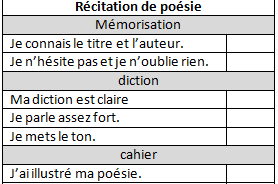 Récitation de poésie
Mémorisation
Je connais le titre et l'auteur.
Je n'hésite pas et je n'oublie rien.
diction
Ma diction est claire
Je parle assez fort.
Je mets le ton.
cahier
J'ai illustré ma poésie.